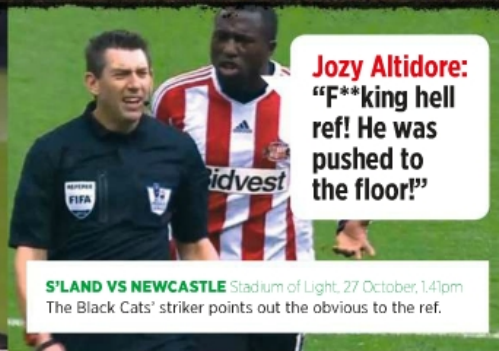 Jozy Altidore:
“F**king hell
ref! He was
pushed to
the floor!”
REFEREE
FIFA
idvest
S’LAND VS NEWCASTLE Stadium of Light, 27 October, 1.41pm
The Black Cats’ striker points out the obvious to the ref.